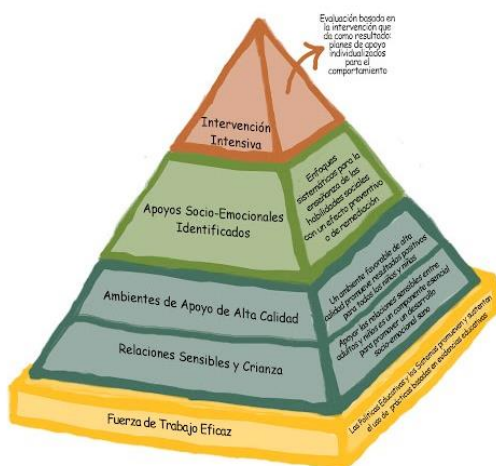 Evaluación basada en
la intervención que
da como resultado:
planes de apoyo
individualizados
para el
comportamiento
Intervención
Intensiva
Enfoques
sistemáticos para la
enseñanza de las
habilidades sociales
con un efecto preventivo
o de remediación
Apoyos Socio-Emocionales
Identificados
Un ambiente favorable de alta
calidad promueve resultados positivos
para todos los niños y niñas
Ambientes de Apoyo de Alta Calidad
Apoyar las relaciones sensibles entre
adultos y niños es un componente esencial
para promover un desarrollo
socio-emocional sano
Relaciones Sensibles y Crianza
Las Políticas Educativas y los Sistemas promueven y sustentan
el uso de prácticas basadas en evidencias educativas
Fuerza de Trabajo Eficaz